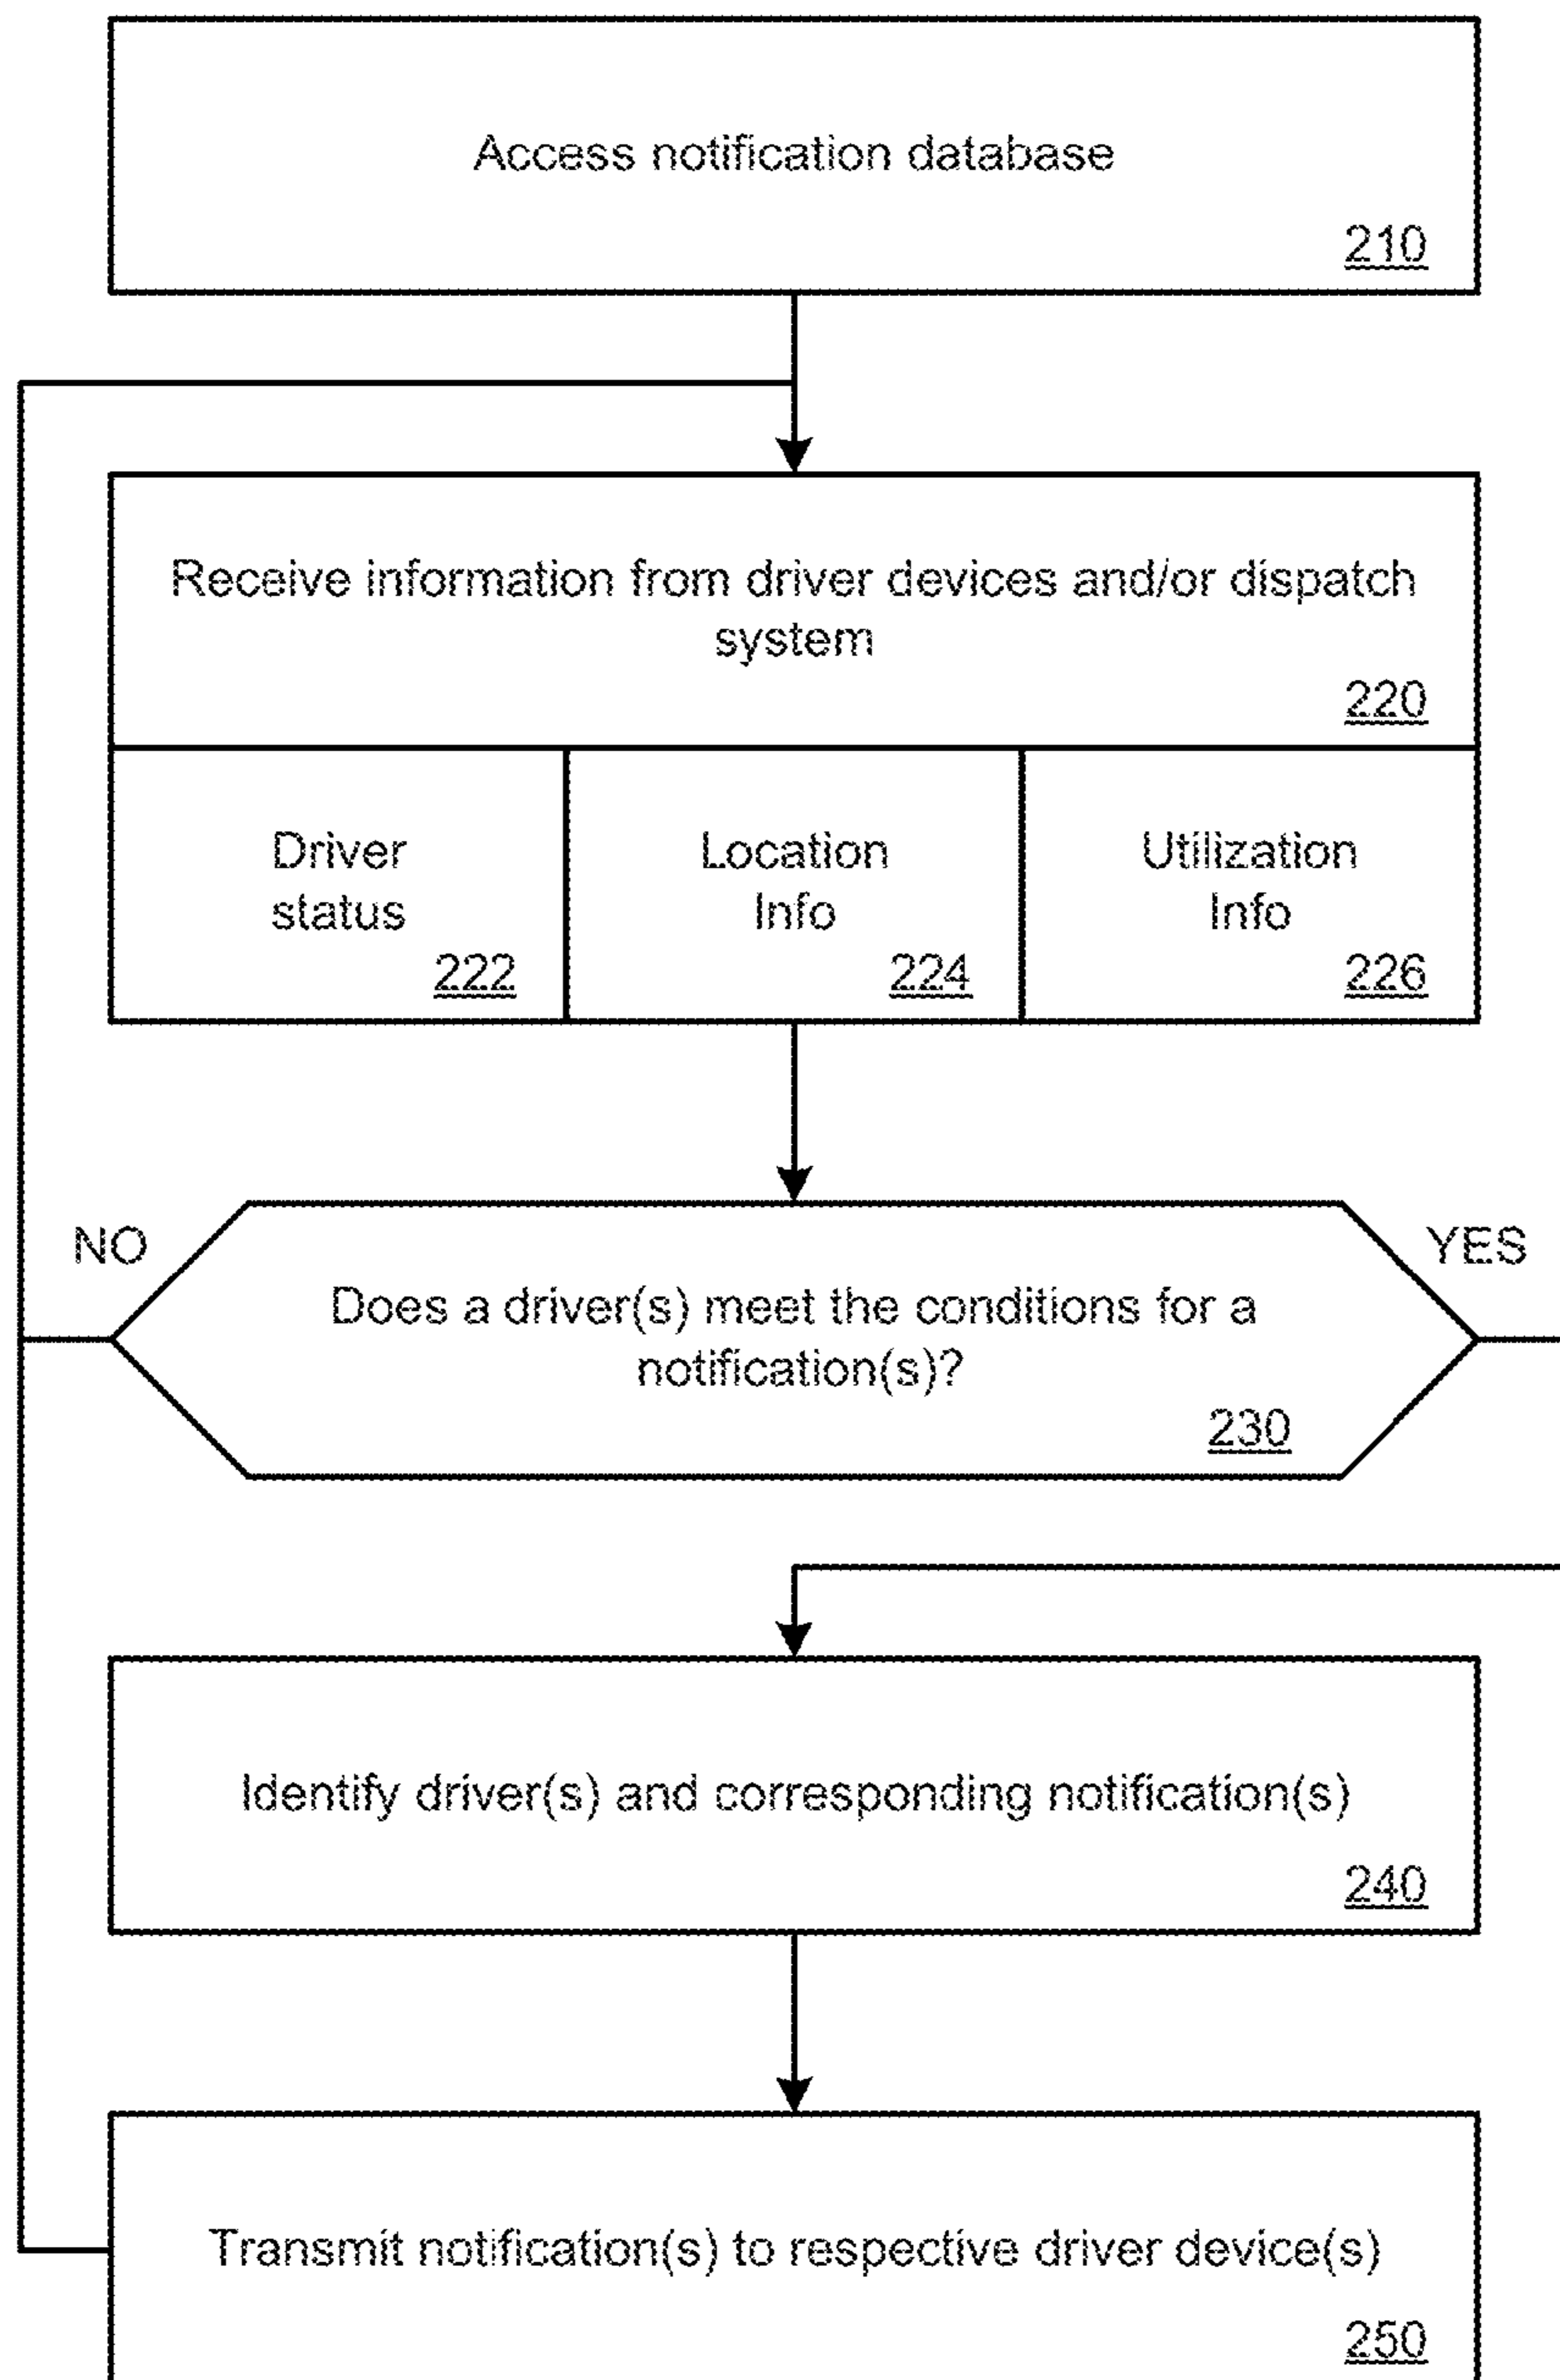 Access notification database
210
Receive information from driver devices and/or dispatch
system
220
Driver
status
222
Location
Info
224
Utilization
Info
226
NO
YES
Does a driver(s) meet the conditions for a
notification(s)?
230
Identify driver(s) and corresponding notification(s)
240
Transmit notification(s) to respective driver device(s)
250